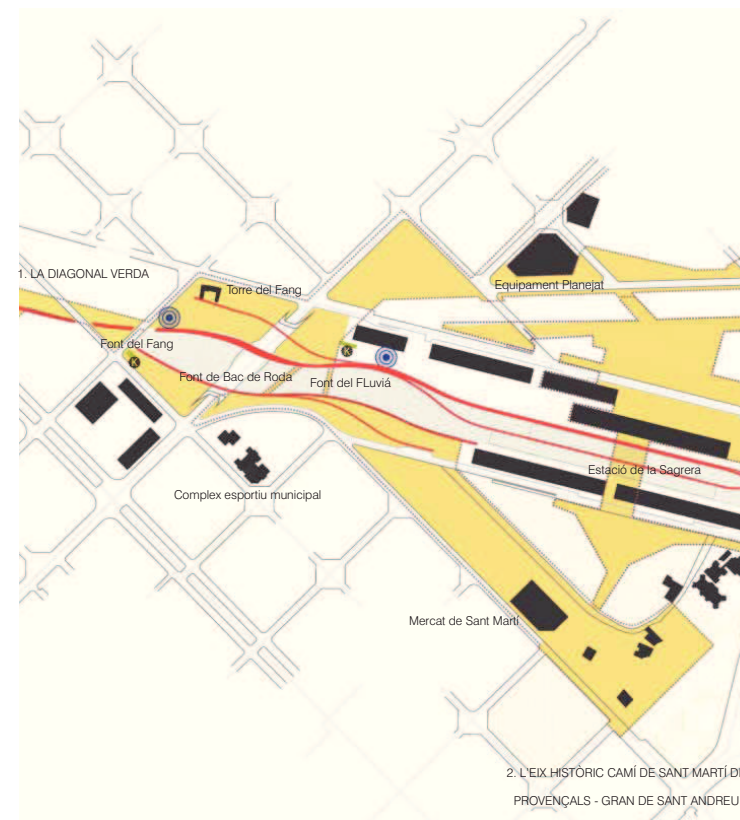 1. LA DIAGONAL VERDA
Torre del Fang
Equipament Planejat
Font del Fang
K
K
Font de Bac de Roda
Font del FLuviá
Estació de la Sagrera
Complex esportiu municipal
Mercat de Sant Martí
2. L'EIX HISTÒRIC CAMÍ DE SANT MARTÍ DE
PROVENÇALS - GRAN DE SANT ANDREU